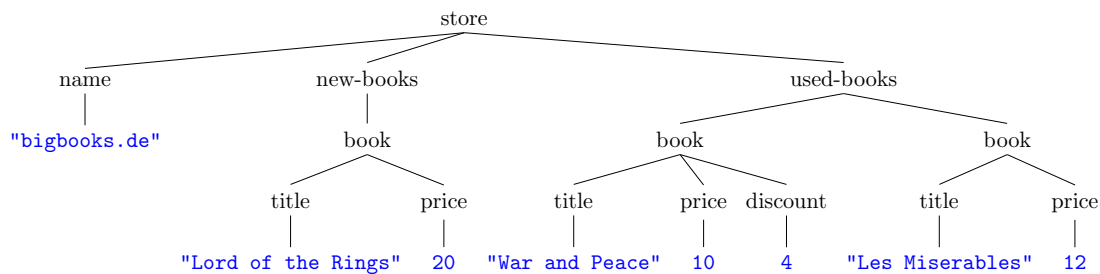 store
name new-books used-books
"bigbooks.de" book book book
title price title price discount title price
"Lord of the Rings" 20 "War and Peace" 10 4 "Les Miserables" 12